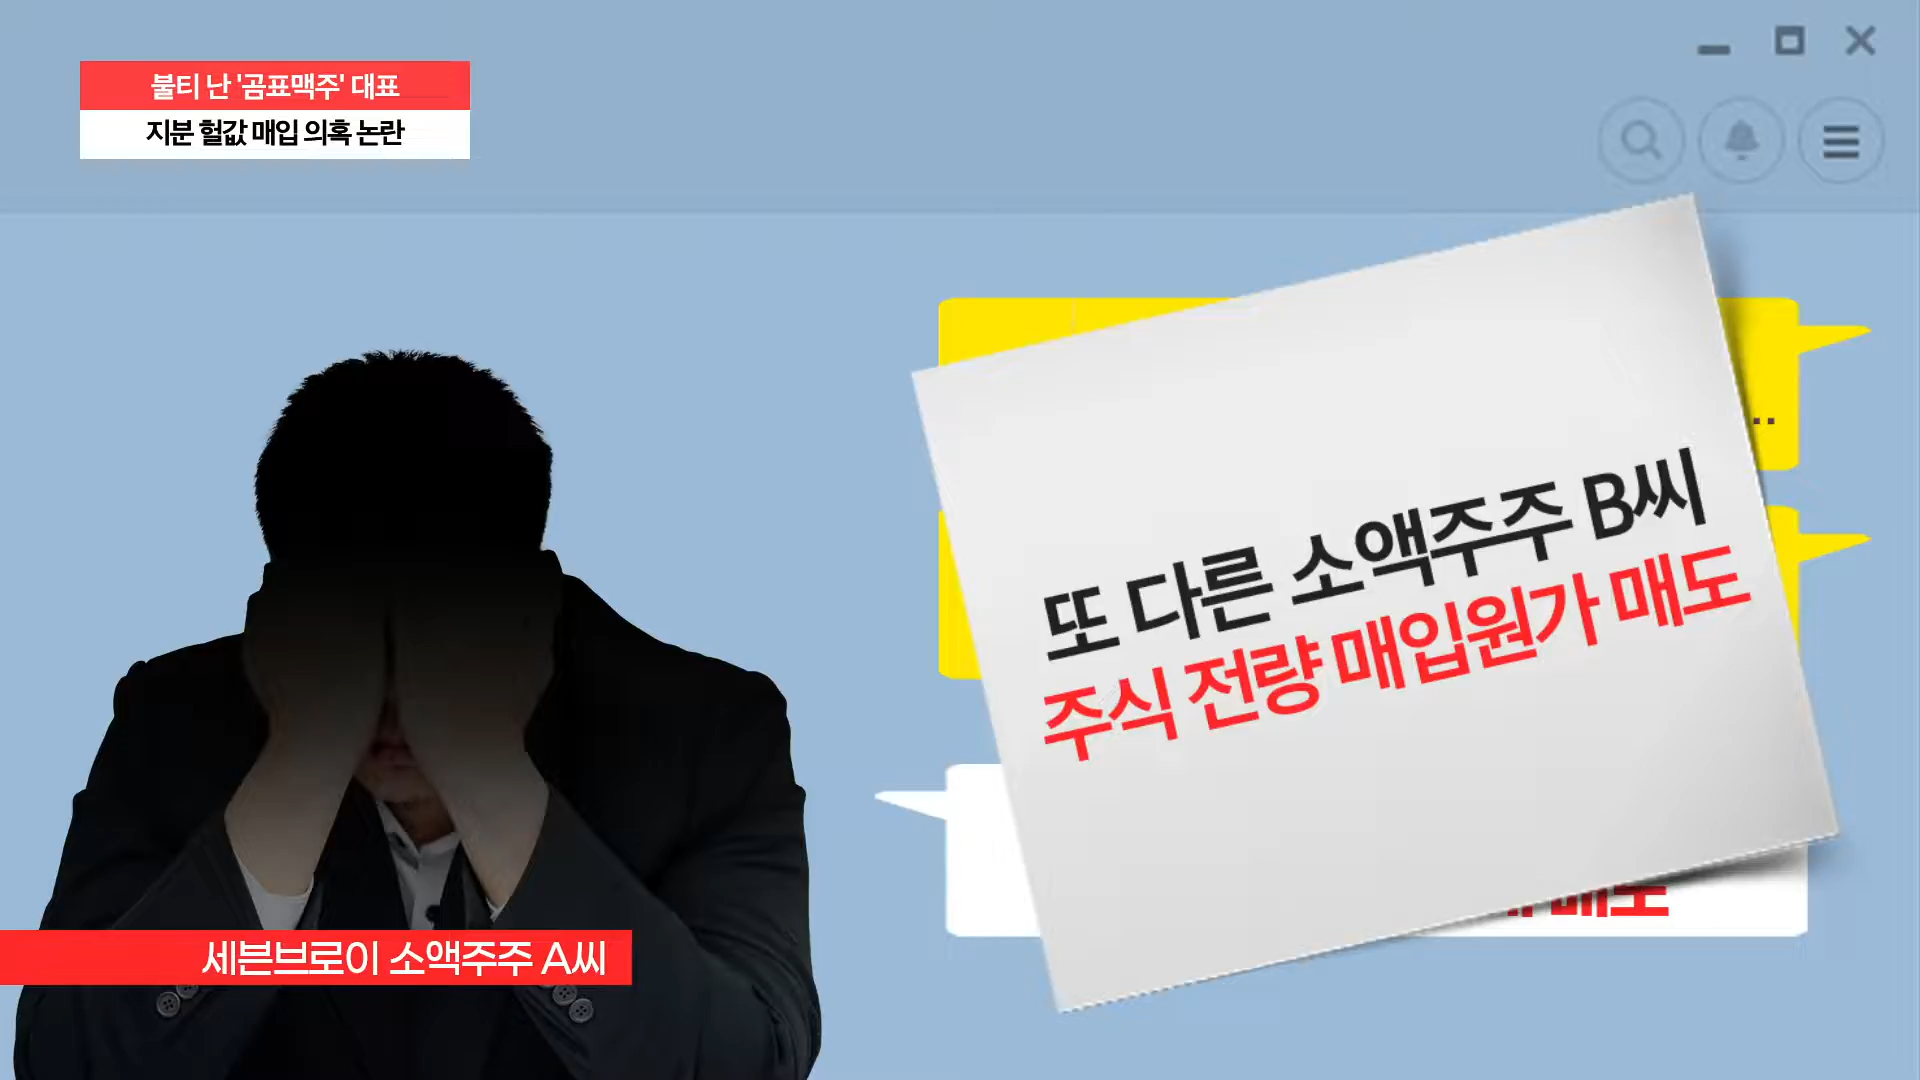 불티 난 '곰표맥주' 대표
지분 헐값 매입 의혹 논란
또 다른 소액주주 B씨
주식 전량 매입원가 매도
세븐브로이 소액주주 A씨